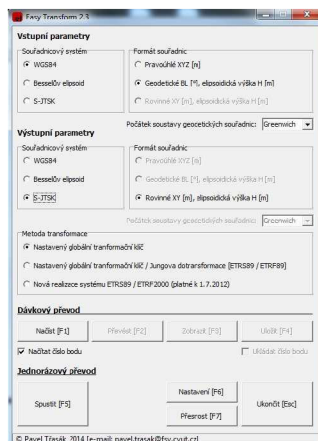 Easy Transform 2.3
Vstupní parametry
Souřadnicový systém
WGS84
Besselův elipsoid
S-JTSK
Formát souřadnic
Pravoúhlé XYZ [m]
Geodetické BL [°], elipsoidická výška H [m]
Rovinné XY [m], elipsoidická výška H [m]
Počátek soustavy geocetických souřadnic: Greenwich
Výstupní parametry
Souřadnicový systém
WGS84
Besselův elipsoid
S-JTSK
Formát souřadnic
Pravoúhlé XYZ [m]
Geodetické BL [°], elipsoidická výška H [m]
Rovinné XY [m], elipsoidická výška H [m]
Počátek soustavy geocetických souřadnic: Greenwich
Metoda transformace
Nastavený globální tranformační klíč
Nastavený globální tranformační klíč / Jungova dotrarsformace [ETRS89 / ETRF89]
Nová realizace systému ETRS89 / ETRF2000 (platné k 1.7.2012)
Dávkový převod
Načíst [F1]
Převést [F2]
Zobrazit [F3]
Uložit [F4]
Načítat číslo bodu
Ukládat číslo bodu
Jednorázový převod
Spustit [F5]
Nastavení [F6]
Přesrost [F7]
Ukončit [Esc]
© Pavel Třasák, 2014 [e-mail: pavel.trasak@fsv.cvut.cz]